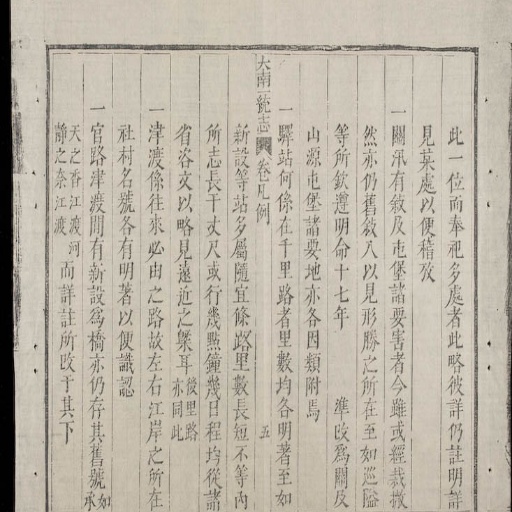 此一位而奉祀多處者此略彼詳仍註明詳
見某處以便稽攷
一關汛有敘及屯堡諸要害者今雖或經裁撤
然亦仍舊敘入以見形勝之所在至如巡隘
等所欽遵明命十七年 準改爲關及
山源屯堡諸要地亦各因類附焉
一驛站何係在千里路者里數均各明著至如
大南一統志 卷凡例 五
新設等站多屬隨宜條路里數長短不等內
所志長干丈尺或行幾點鐘幾日程均從諸
省咨文以略見遠近之槩耳後里路亦同此
一津渡係往來必由之路故左右江岸之所在
社村名號各有明著以便識認
一官路津渡間有新設爲橋亦仍存其舊號如承
天之香江渡河靜之奈江渡而詳註所改于其下